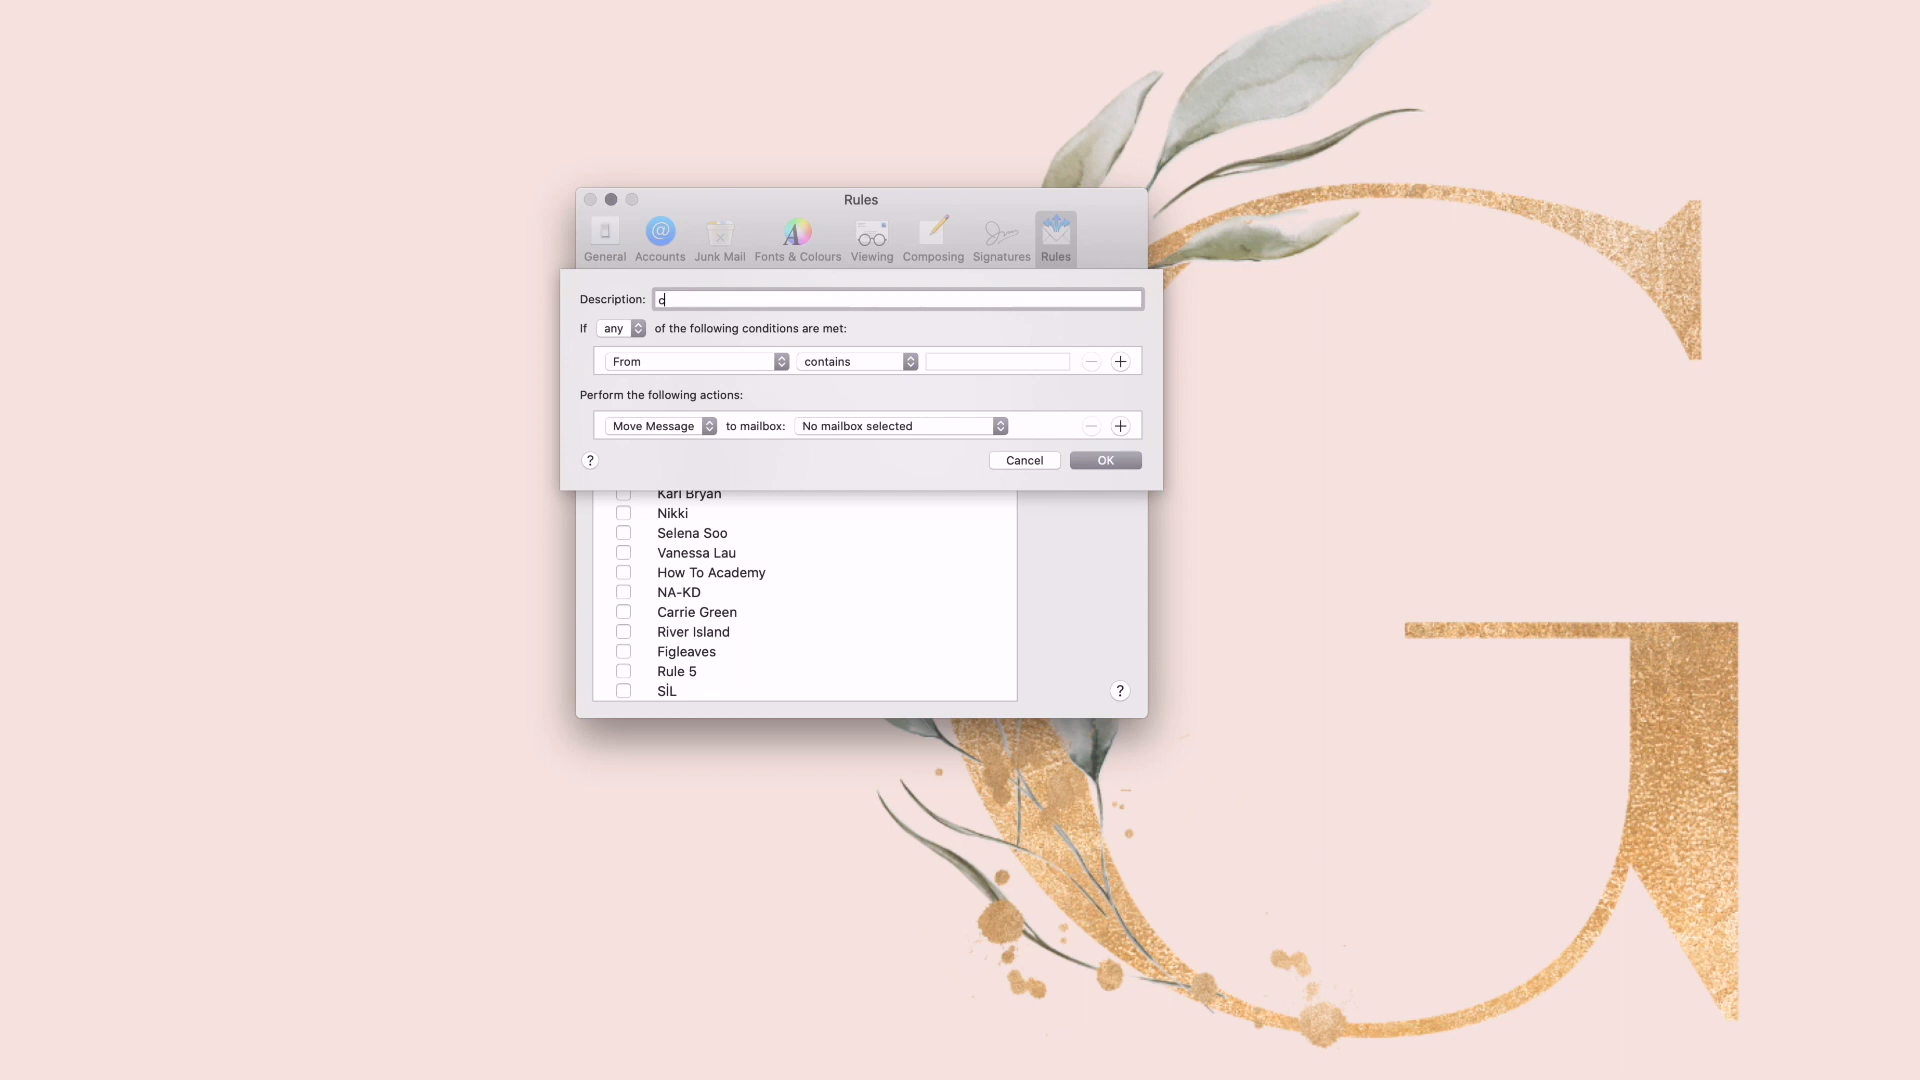 Rules
General Accounts Junk Mail Fonts & Colours Viewing Composing Signatures Rules
Description: c
If any of the following conditions are met:
From contains
Perform the following actions:
Move Message to mailbox: No mailbox selected
? Cancel OK
Karl Bryan
Nikki
Selena Soo
Vanessa Lau
How To Academy
NA-KD
Carrie Green
River Island
Figleaves
Rule 5
SİL
?